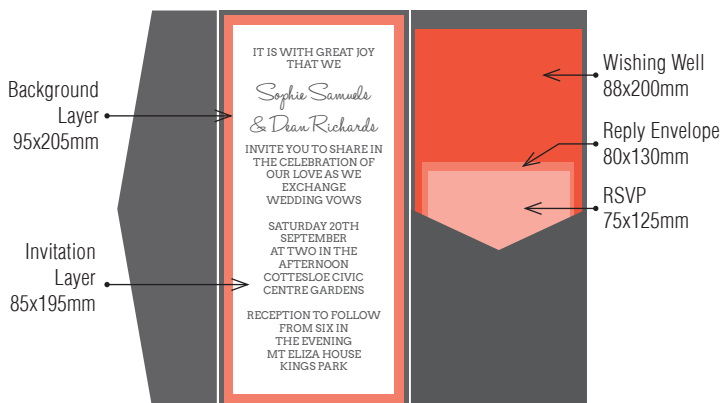 Background
Layer
95x205mm
Invitation
Layer
85x195mm
IT IS WITH GREAT JOY
THAT WE
Sophie Samuels
& Dean Richards
INVITE YOU TO SHARE IN
THE CELEBRATION OF
OUR LOVE AS WE
EXCHANGE
WEDDING VOWS
SATURDAY 20TH
SEPTEMBER
AT TWO IN THE
AFTERNOON
COTTESLOE CIVIC
CENTRE GARDENS
RECEPTION TO FOLLOW
FROM SIX IN
THE EVENING
MT ELIZA HOUSE
KINGS PARK
Wishing Well
88x200mm
Reply Envelope
80x130mm
RSVP
75x125mm